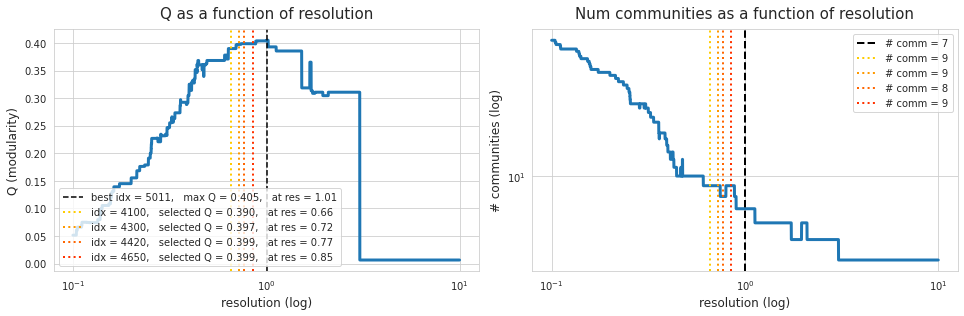 Q as a function of resolution
Q (modularity)
0.40
0.35
0.30
0.25
0.20
0.15
0.10
0.05
0.00
best idx = 5011, max Q = 0.405, at res = 1.01
idx = 4100, selected Q = 0.390, at res = 0.66
idx = 4300, selected Q = 0.397, at res = 0.72
idx = 4420, selected Q = 0.399, at res = 0.77
idx = 4650, selected Q = 0.399, at res = 0.85
10⁻¹ 10⁰ 10¹
resolution (log)
Num communities as a function of resolution
# communities (log)
10¹
# comm = 7
# comm = 9
# comm = 9
# comm = 8
# comm = 9
10⁻¹ 10⁰ 10¹
resolution (log)